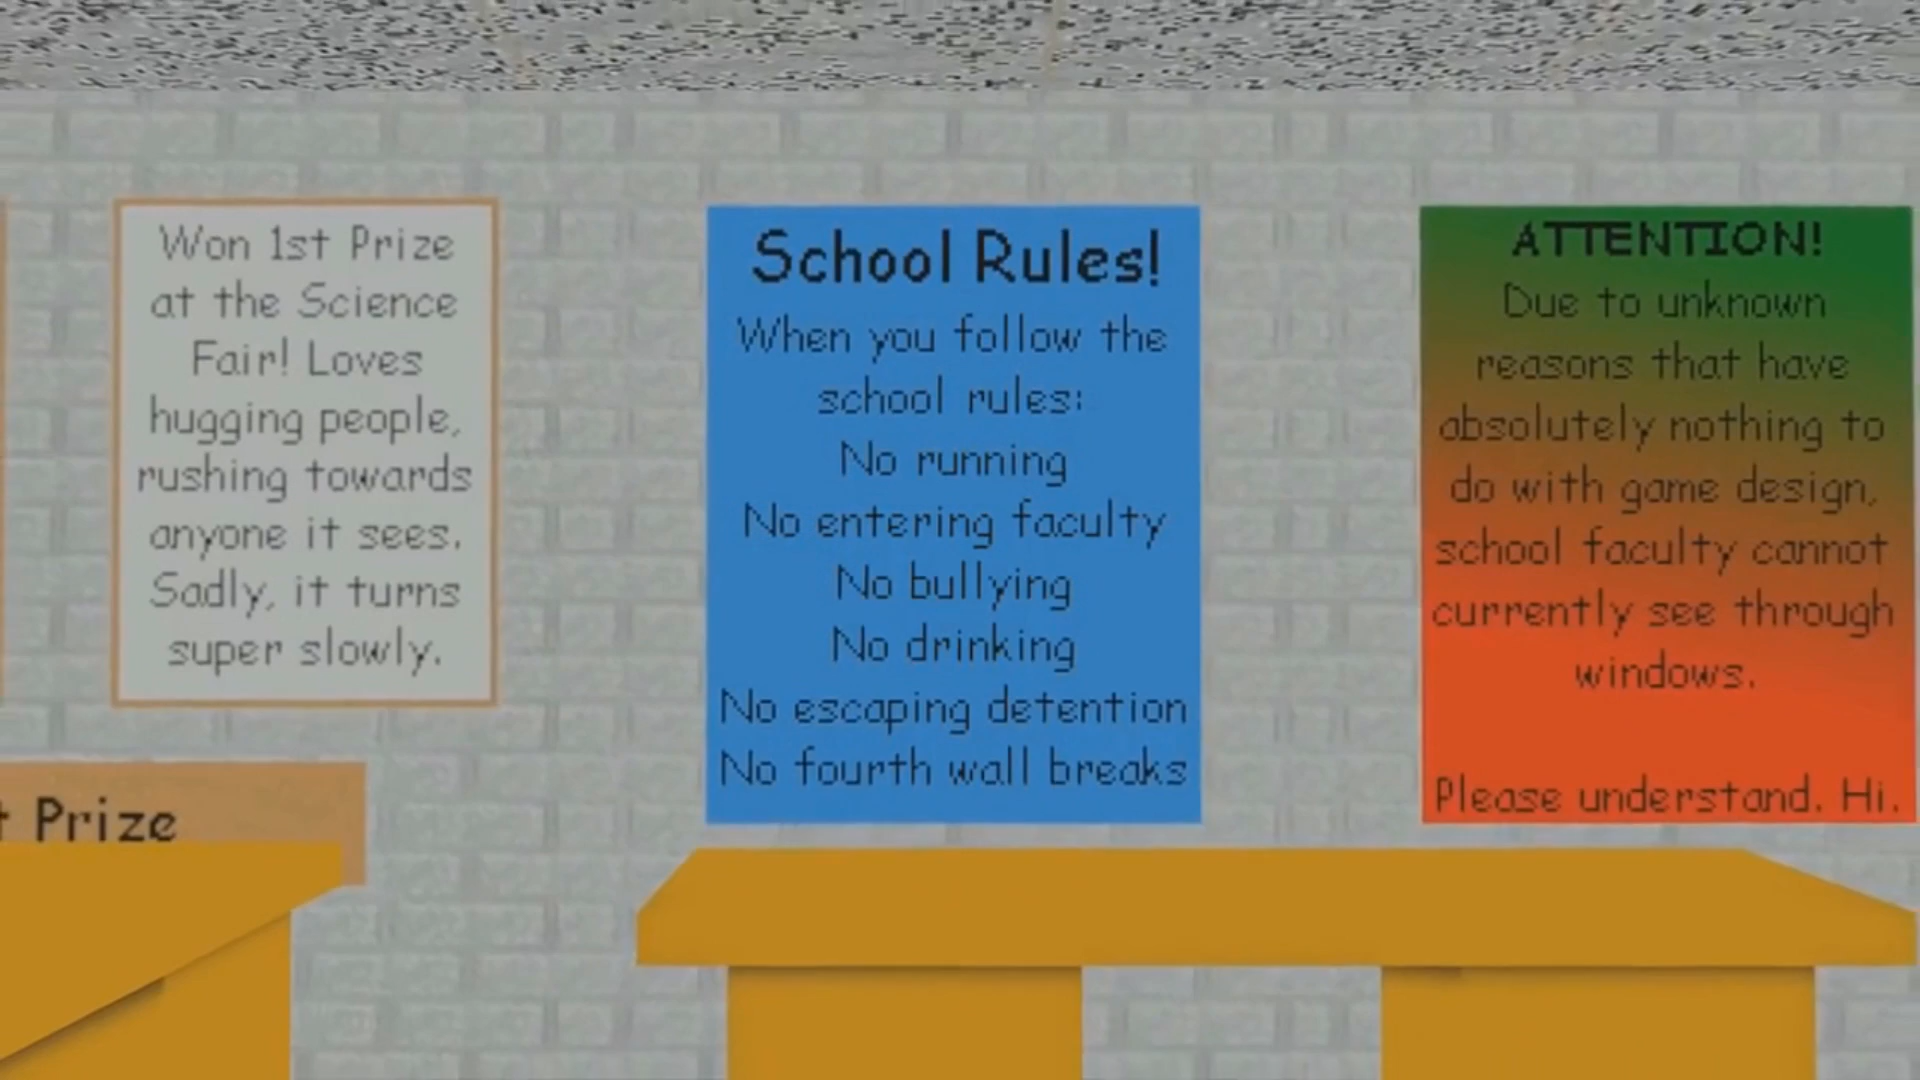 Won 1st Prize
at the Science
Fair! Loves
hugging people,
rushing towards
anyone it sees.
Sadly, it turns
super slowly.
Prize
School Rules!
When you follow the
school rules:
No running
No entering faculty
No bullying
No drinking
No escaping detention
No fourth wall breaks
ATTENTION!
Due to unknown
reasons that have
absolutely nothing to
do with game design,
school faculty cannot
currently see through
windows.
Please understand. Hi.